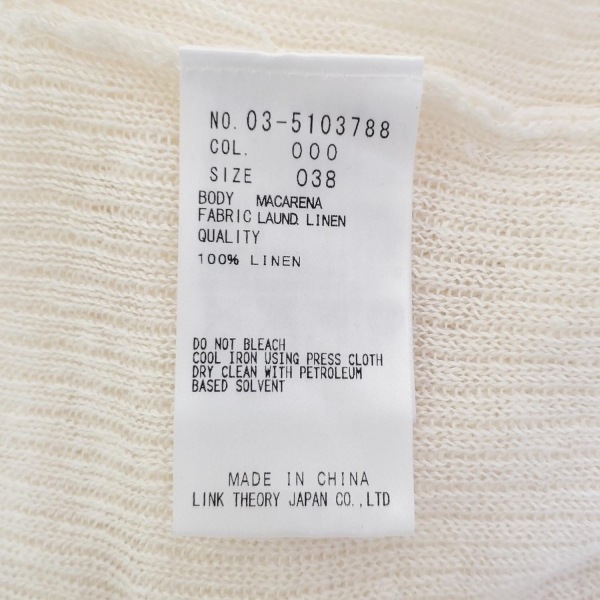 NO. 03-5103788
COL. 000
SIZE 038
BODY MACARENA
FABRIC LAUND. LINEN
QUALITY
100% LINEN
DO NOT BLEACH
COOL IRON USING PRESS CLOTH
DRY CLEAN WITH PETROLEUM
BASED SOLVENT
MADE IN CHINA
LINK THEORY JAPAN CO.,LTD